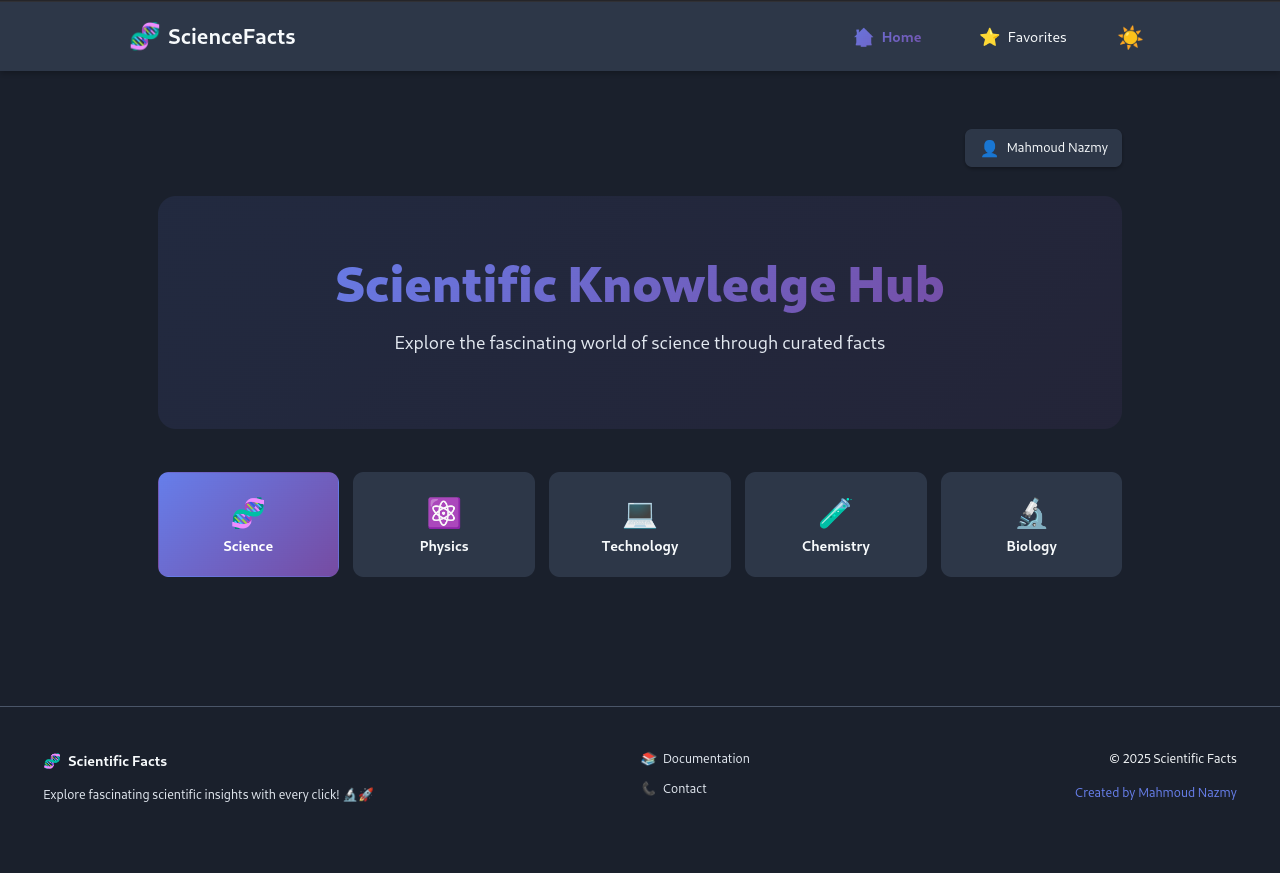 🧬 ScienceFacts
🏠 Home
⭐ Favorites
☀️
👤 Mahmoud Nazmy
Scientific Knowledge Hub
Explore the fascinating world of science through curated facts
Science
Physics
Technology
Chemistry
Biology
🧬 Scientific Facts
Explore fascinating scientific insights with every click! 🔬🚀
📚 Documentation
📞 Contact
© 2025 Scientific Facts
Created by Mahmoud Nazmy